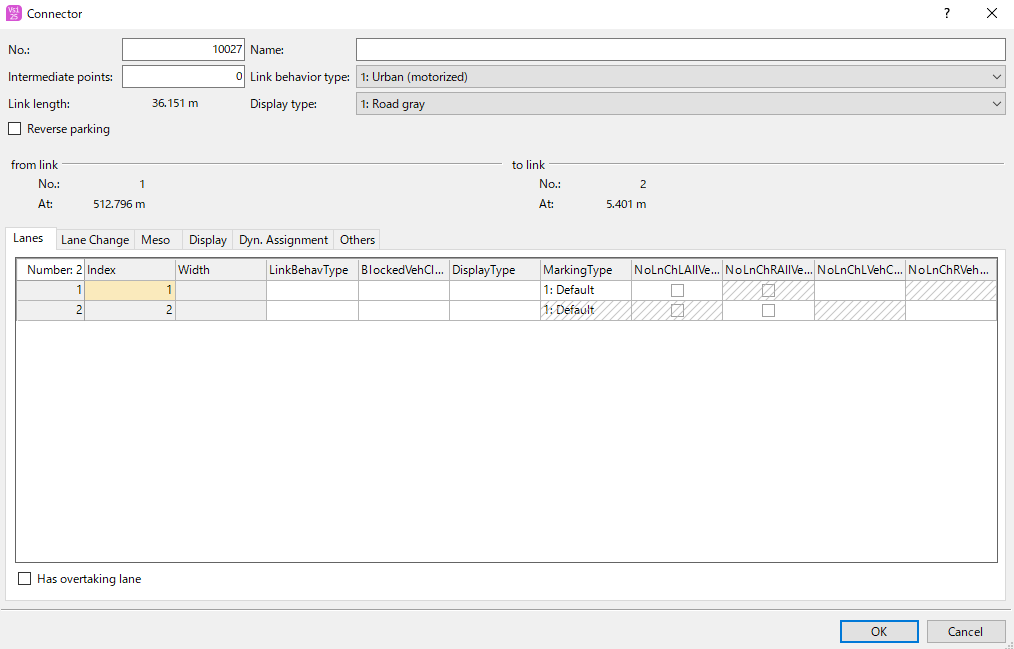 Vs1 25 Connector ?
No.: 10027 Name:
Intermediate points: 0 Link behavior type: 1: Urban (motorized)
Link length: 36.151 m Display type: 1: Road gray
Reverse parking
from link to link
No.: 1 No.: 2
At: 512.796 m At: 5.401 m
Lanes Lane Change Meso Display Dyn. Assignment Others
Number: 2 Index Width LinkBehavType BlockedVehCl... DisplayType MarkingType NoLnChLAllVe... NoLnChRAllVe... NoLnChLVehC... NoLnChRVeh...
1 1 1: Default
2 2 1: Default
Has overtaking lane
OK Cancel